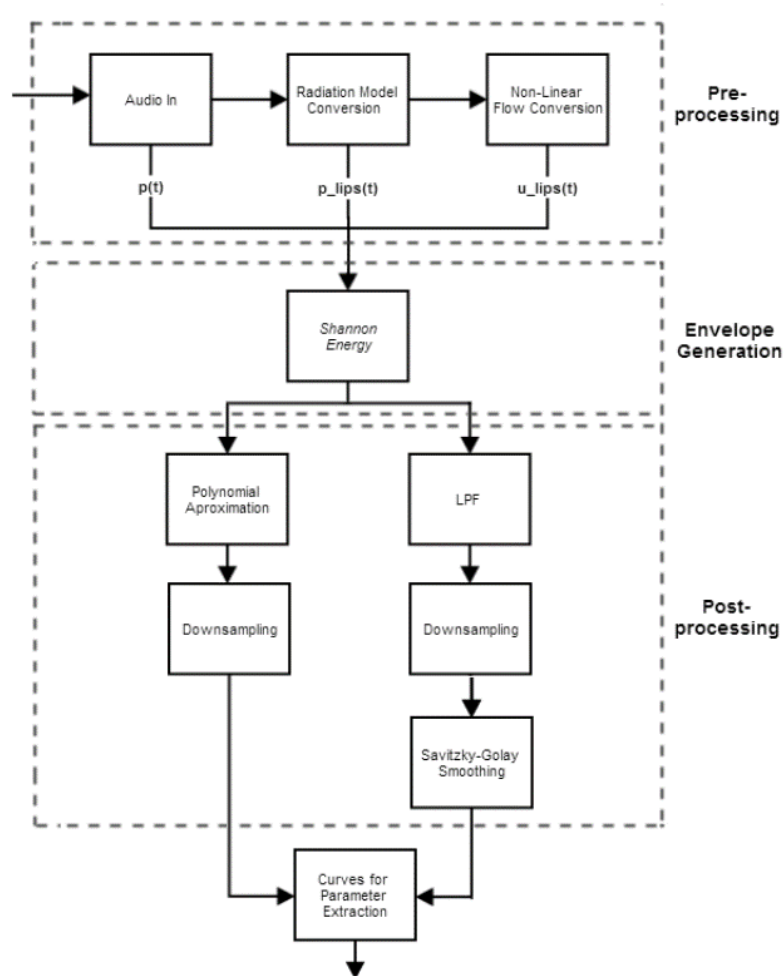 Audio In
Radiation Model
Conversion
Non-Linear
Flow Conversion
Pre-
processing
p(t)
p_lips(t)
u_lips(t)
Shannon
Energy
Envelope
Generation
Polynomial
Aproximation
LPF
Downsampling
Downsampling
Post-
processing
Savitzky-Golay
Smoothing
Curves for
Parameter
Extraction